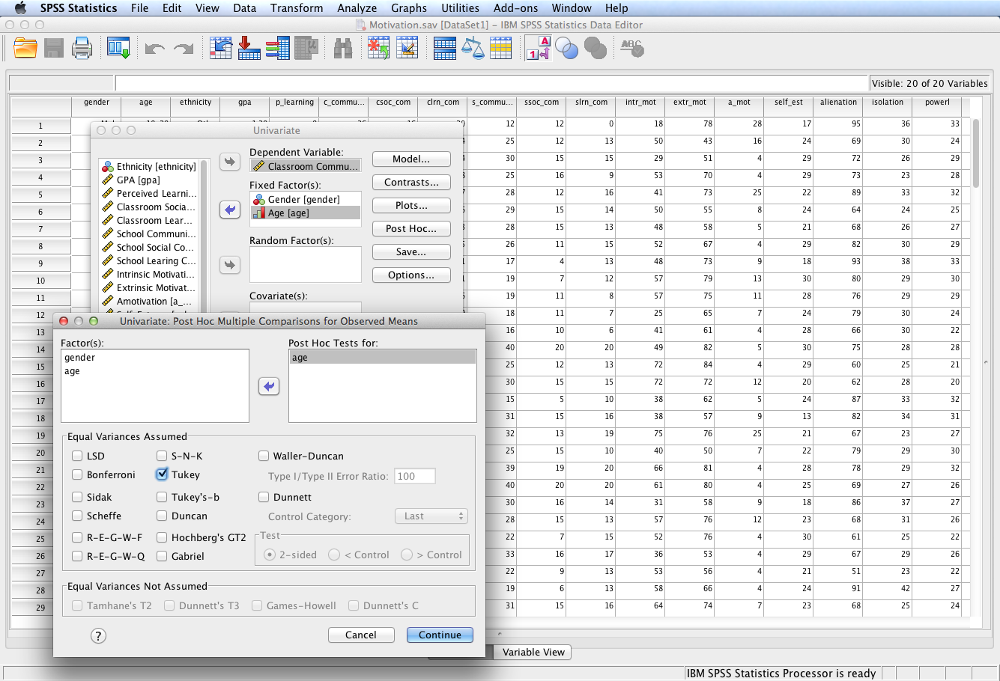 SPSS Statistics File Edit View Data Transform Analyze Graphs Utilities Add-ons Window Help
Motivation.sav [DataSet1] – IBM SPSS Statistics Data Editor
Visible: 20 of 20 Variables
gender age ethnicity gpa p_learning c_commu... csoc_com clrn_com s_commu... ssoc_com slrn_com intr_mot extr_mot a_mot self_est alienation isolation powerl
1 12 12 0 18 78 28 17 95 36 33
2 25 12 13 50 43 16 24 69 30 24
3 30 15 15 29 51 4 29 72 26 29
4 25 16 9 53 70 4 29 73 23 28
5 28 12 16 41 73 25 22 89 33 32
6 29 15 14 50 55 8 24 64 24 25
7 28 15 13 48 58 5 21 68 26 27
8 26 11 15 52 67 4 29 82 30 29
9 17 4 13 48 73 9 18 93 38 33
10 19 7 12 57 79 13 30 80 29 30
11 19 11 8 57 75 11 28 76 29 29
12 18 11 7 25 65 7 24 79 30 24
13 16 10 6 41 61 4 28 66 30 22
14 40 20 20 49 82 5 30 75 28 28
15 25 12 13 72 84 4 29 60 25 21
16 30 15 15 72 72 12 20 62 28 20
17 15 5 10 38 62 5 24 87 33 32
18 31 15 16 38 57 9 13 82 34 31
19 32 13 19 75 76 25 21 67 23 27
20 25 15 10 40 50 7 22 79 29 30
21 39 19 20 66 81 4 28 78 29 32
22 40 20 20 61 80 4 25 69 27 26
23 30 16 14 31 58 9 18 86 37 27
24 28 15 13 57 76 12 23 68 31 26
25 22 7 15 52 76 4 30 61 25 22
26 33 16 17 36 53 4 29 67 29 26
27 22 9 13 53 56 4 21 51 23 22
28 19 6 13 58 66 4 24 91 42 27
29 31 15 16 64 74 7 23 68 25 24
Univariate
Ethnicity [ethnicity]
GPA [gpa]
Perceived Learni...
Classroom Socia...
Classroom Lear...
School Communi...
School Social Co...
School Learing C...
Intrinsic Motivati...
Extrinsic Motivat...
Amotivation [a_...
Dependent Variable:
Classroom Commu...
Fixed Factor(s):
Gender [gender]
Age [age]
Random Factor(s):
Covariate(s):
Model...
Contrasts...
Plots...
Post Hoc...
Save...
Options...
Univariate: Post Hoc Multiple Comparisons for Observed Means
Factor(s):
gender
age
Post Hoc Tests for:
age
Equal Variances Assumed
LSD S-N-K Waller-Duncan
Bonferroni Tukey Type I/Type II Error Ratio: 100
Sidak Tukey's-b Dunnett
Scheffe Duncan Control Category: Last
R-E-G-W-F Hochberg's GT2 Test
R-E-G-W-Q Gabriel 2-sided < Control > Control
Equal Variances Not Assumed
Tamhane's T2 Dunnett's T3 Games-Howell Dunnett's C
? Cancel Continue
Variable View
IBM SPSS Statistics Processor is ready